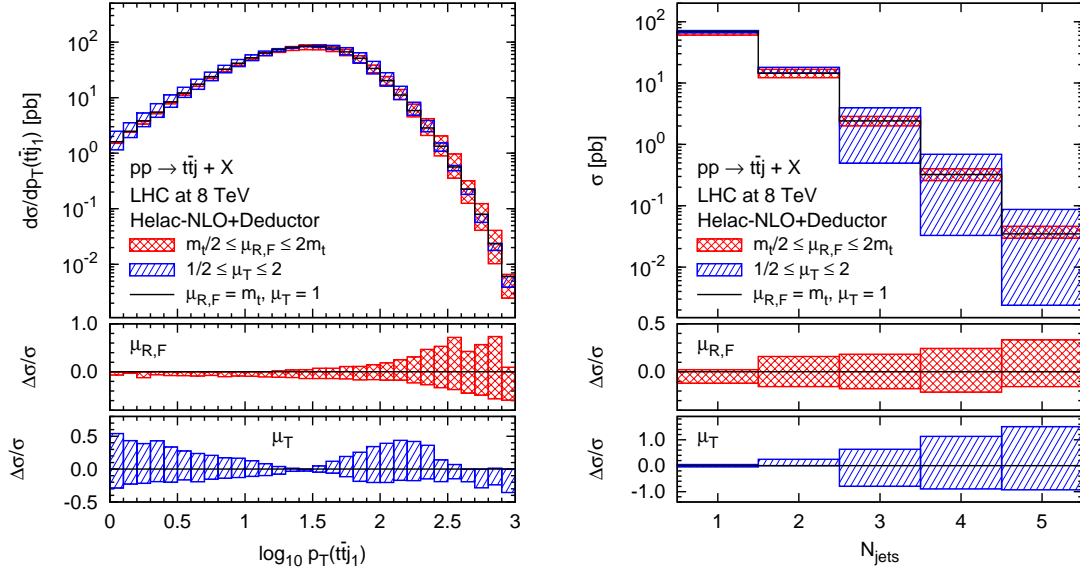 dσ/dp_T(tt̄j₁) [pb]
10²
10¹
10⁰
10⁻¹
10⁻²
pp → tt̄j + X
LHC at 8 TeV
Helac-NLO+Deductor
m_t/2 ≤ μ_R,F ≤ 2m_t
1/2 ≤ μ_T ≤ 2
μ_R,F = m_t, μ_T = 1
Δσ/σ
1.0
0.0
μ_R,F
Δσ/σ
0.5
0.0
-0.5
μ_T
0 0.5 1 1.5 2 2.5 3
log₁₀ p_T(tt̄j₁)
σ [pb]
10²
10¹
10⁰
10⁻¹
10⁻²
pp → tt̄j + X
LHC at 8 TeV
Helac-NLO+Deductor
m_t/2 ≤ μ_R,F ≤ 2m_t
1/2 ≤ μ_T ≤ 2
μ_R,F = m_t, μ_T = 1
Δσ/σ
0.5
0.0
-0.5
μ_R,F
Δσ/σ
1.0
0.0
-1.0
μ_T
1 2 3 4 5
N_jets